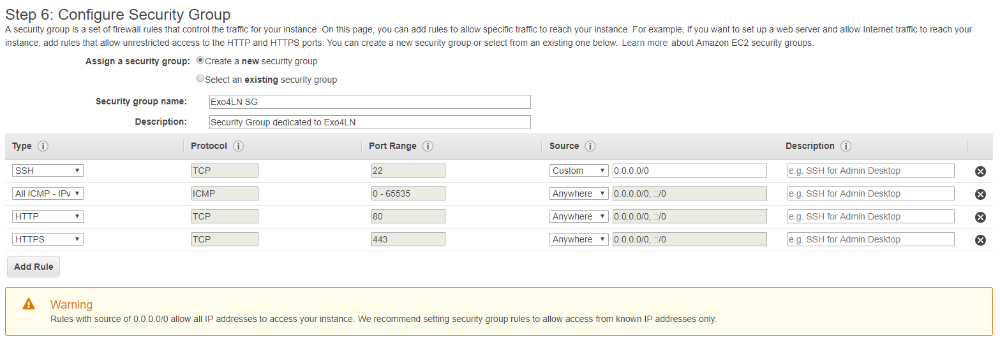 Step 6: Configure Security Group
A security group is a set of firewall rules that control the traffic for your instance. On this page, you can add rules to allow specific traffic to reach your instance. For example, if you want to set up a web server and allow Internet traffic to reach your
instance, add rules that allow unrestricted access to the HTTP and HTTPS ports. You can create a new security group or select from an existing one below. Learn more about Amazon EC2 security groups.
Assign a security group: Create a new security group
Select an existing security group
Security group name: Exo4LN SG
Description: Security Group dedicated to Exo4LN
Type i Protocol i Port Range i Source i Description i
SSH TCP 22 Custom 0.0.0.0/0 e.g. SSH for Admin Desktop
All ICMP - IPv ICMP 0 - 65535 Anywhere 0.0.0.0/0, ::/0 e.g. SSH for Admin Desktop
HTTP TCP 80 Anywhere 0.0.0.0/0, ::/0 e.g. SSH for Admin Desktop
HTTPS TCP 443 Anywhere 0.0.0.0/0, ::/0 e.g. SSH for Admin Desktop
Add Rule
Warning
Rules with source of 0.0.0.0/0 allow all IP addresses to access your instance. We recommend setting security group rules to allow access from known IP addresses only.